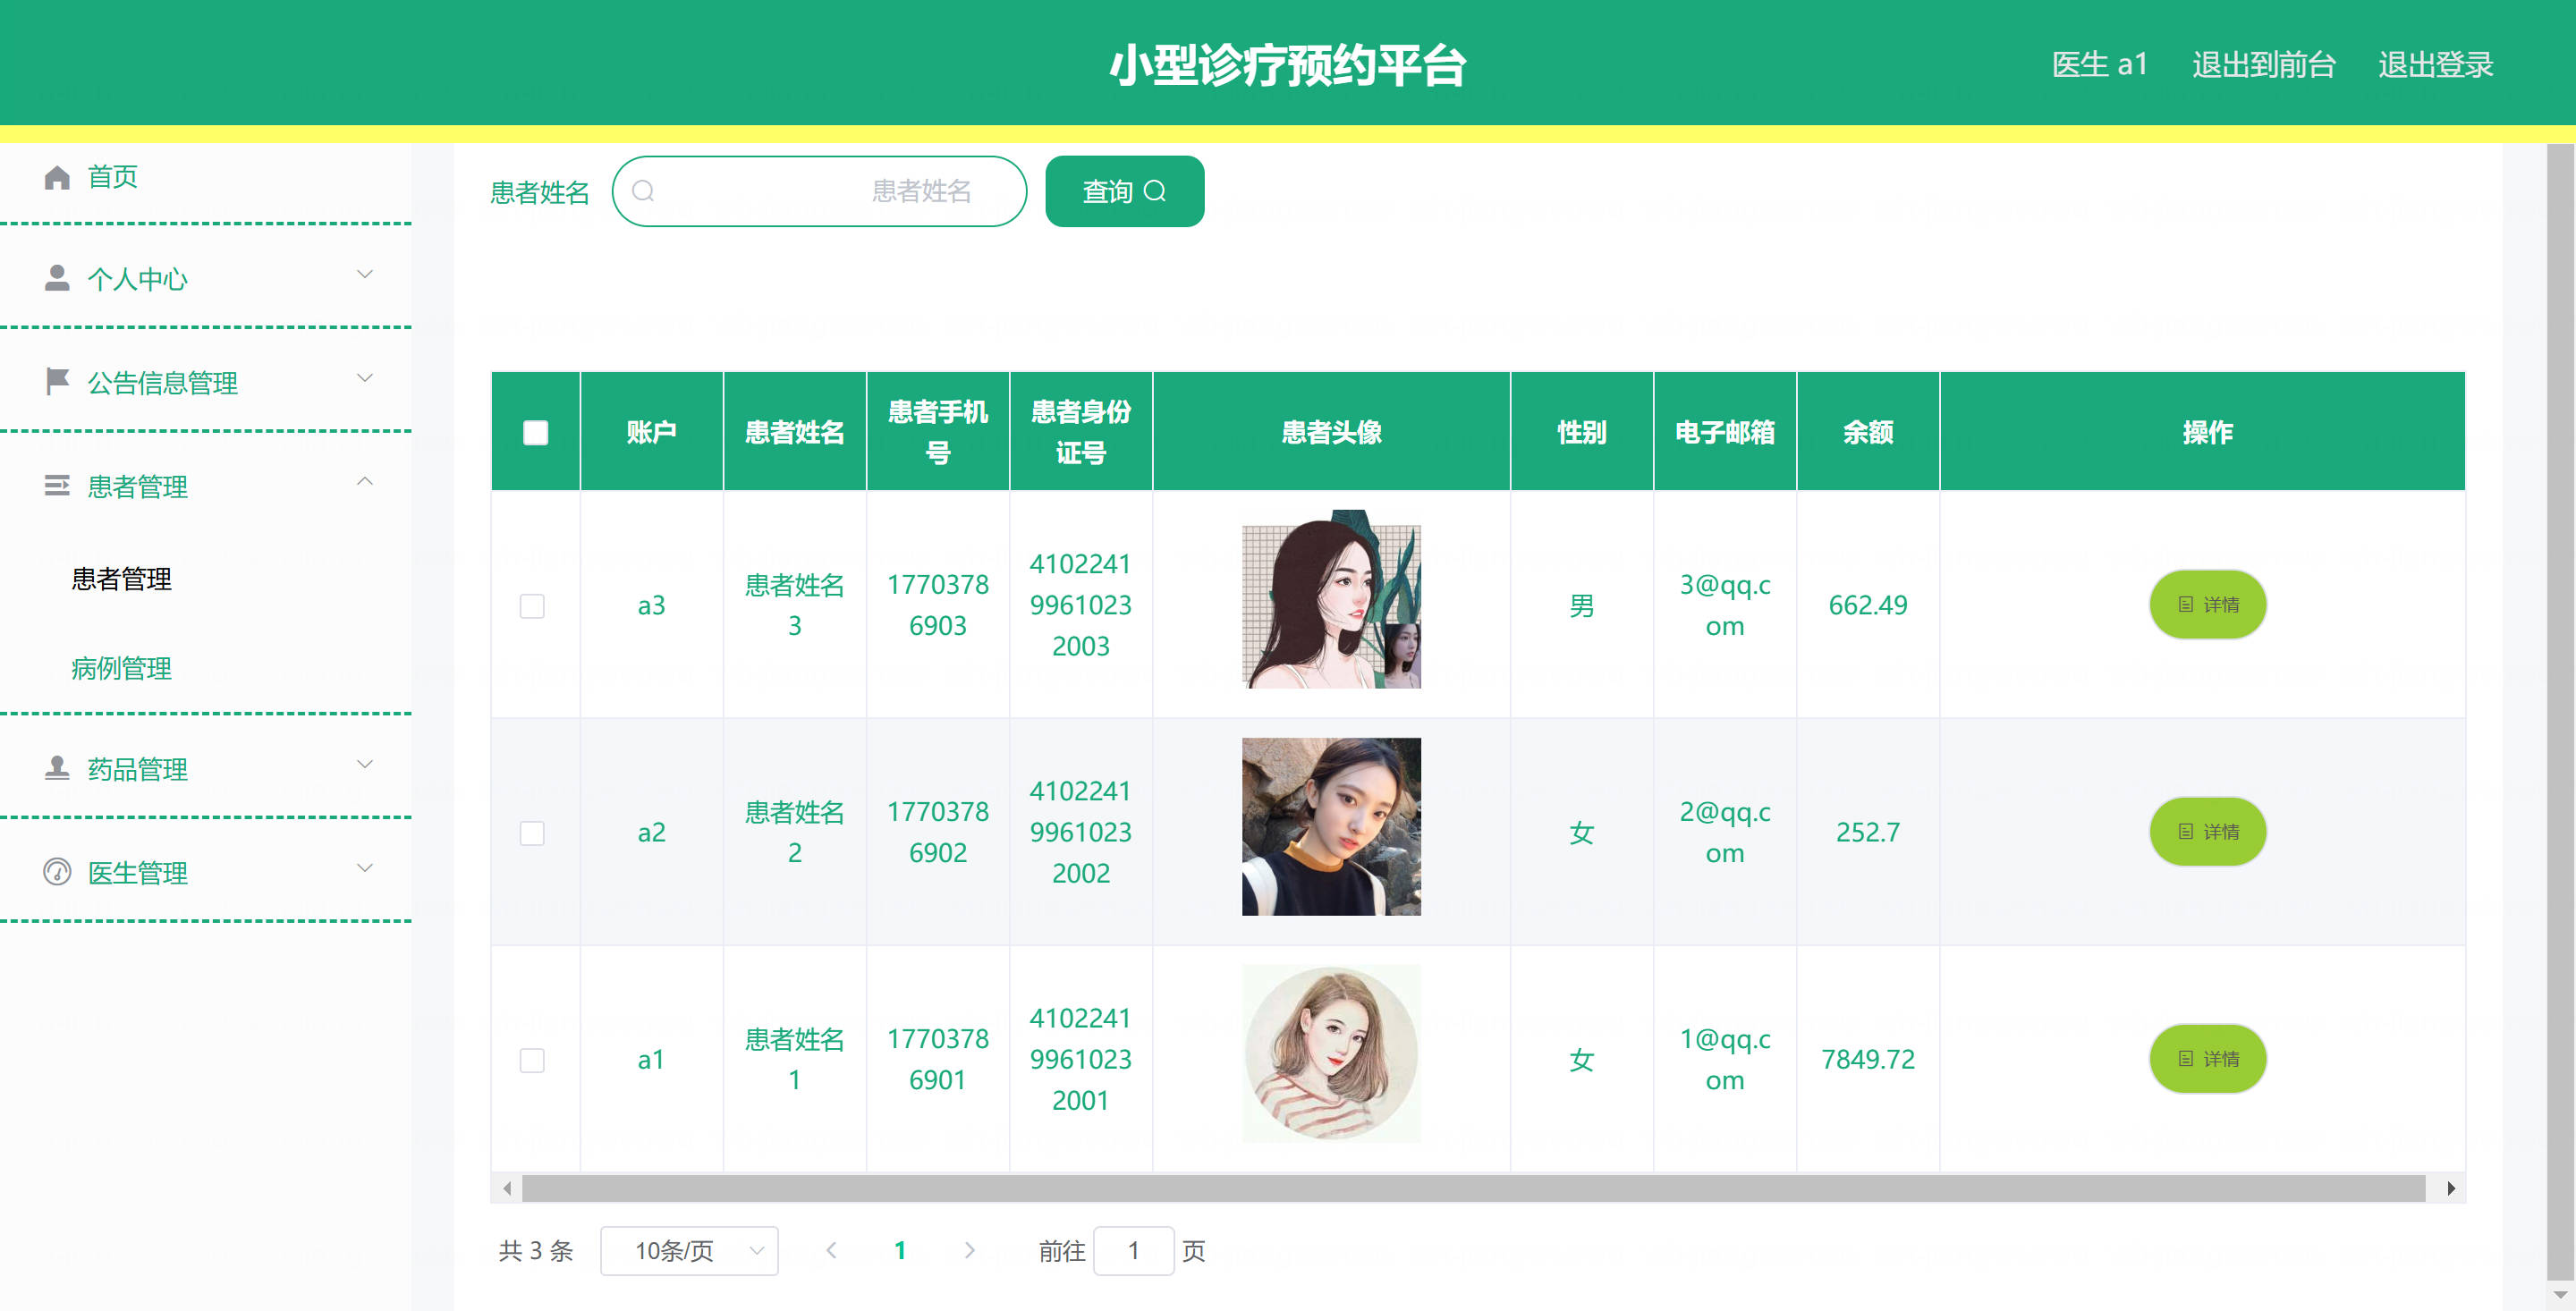 小型诊疗预约平台
医生 a1 退出到前台 退出登录
首页
个人中心
公告信息管理
患者管理
患者管理
病例管理
药品管理
医生管理
患者姓名 患者姓名 查询
账户 患者姓名 患者手机号 患者身份证号 患者头像 性别 电子邮箱 余额 操作
a3 患者姓名3 17703786903 410224199610232003 男 3@qq.com 662.49 详情
a2 患者姓名2 17703786902 410224199610232002 女 2@qq.com 252.7 详情
a1 患者姓名1 17703786901 410224199610232001 女 1@qq.com 7849.72 详情
共 3 条 10条/页 1 前往 1 页